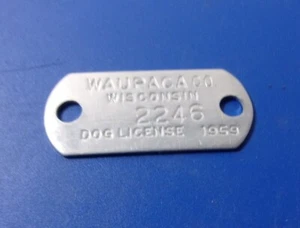 WAUPACA CO.
WISCONSIN
2246
DOG LICENSE 1959